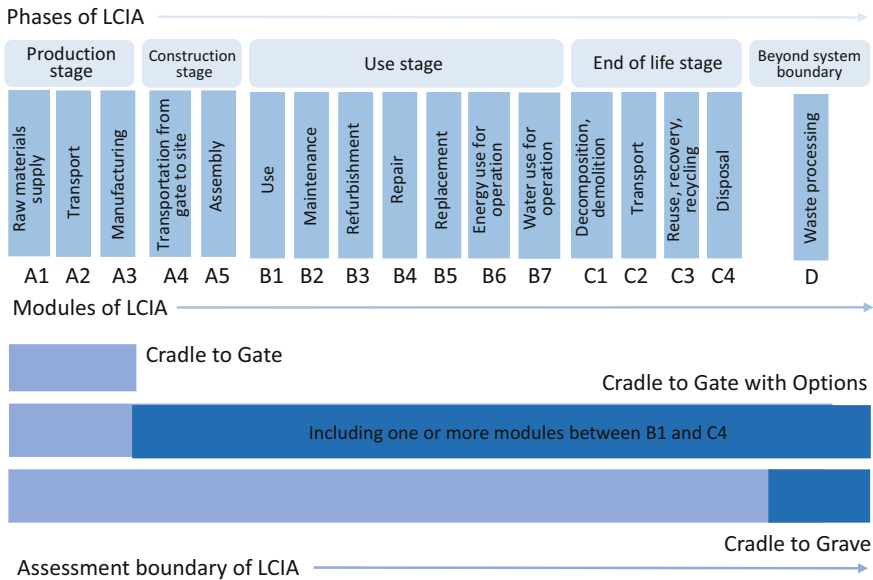 Phases of LCIA
Production
stage
Construction
stage
Use stage
End of life stage
Beyond system
boundary
Raw materials
supply
Transport
Manufacturing
Transportation from
gate to site
Assembly
Use
Maintenance
Refurbishment
Repair
Replacement
Energy use for
operation
Water use for
operation
Decomposition,
demolition
Transport
Reuse, recovery,
recycling
Disposal
Waste processing
A1 A2 A3 A4 A5 B1 B2 B3 B4 B5 B6 B7 C1 C2 C3 C4 D
Modules of LCIA
Cradle to Gate
Cradle to Gate with Options
Including one or more modules between B1 and C4
Cradle to Grave
Assessment boundary of LCIA